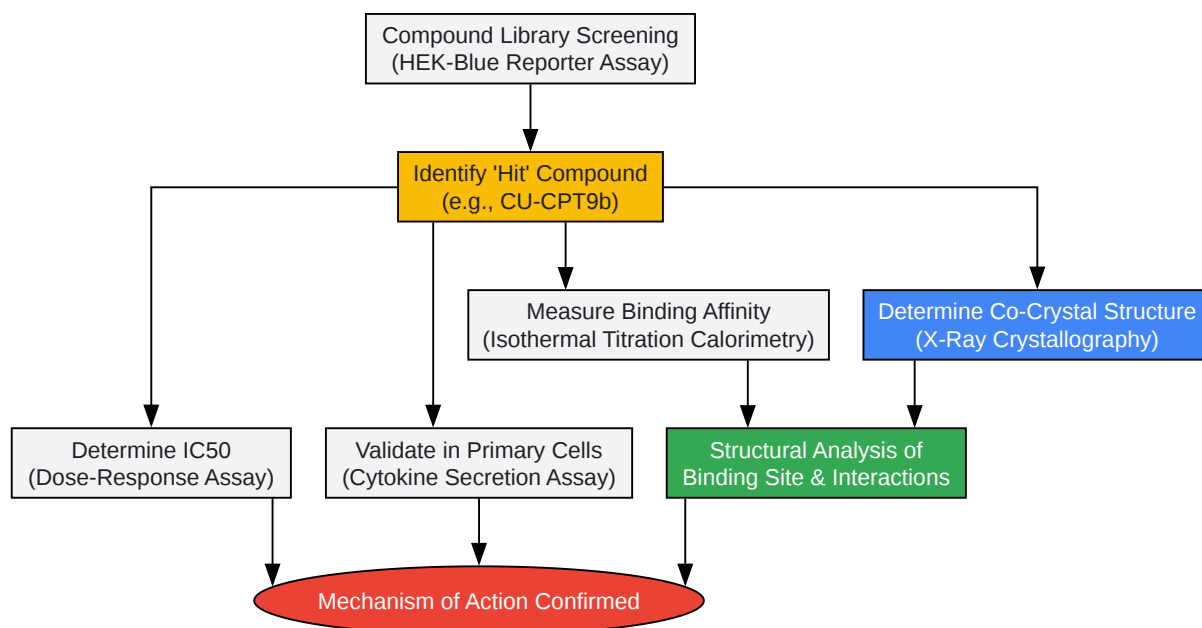 Compound Library Screening
(HEK-Blue Reporter Assay)
Identify 'Hit' Compound
(e.g., CU-CPT9b)
Measure Binding Affinity
(Isothermal Titration Calorimetry)
Determine Co-Crystal Structure
(X-Ray Crystallography)
Determine IC50
(Dose-Response Assay)
Validate in Primary Cells
(Cytokine Secretion Assay)
Structural Analysis of
Binding Site & Interactions
Mechanism of Action Confirmed